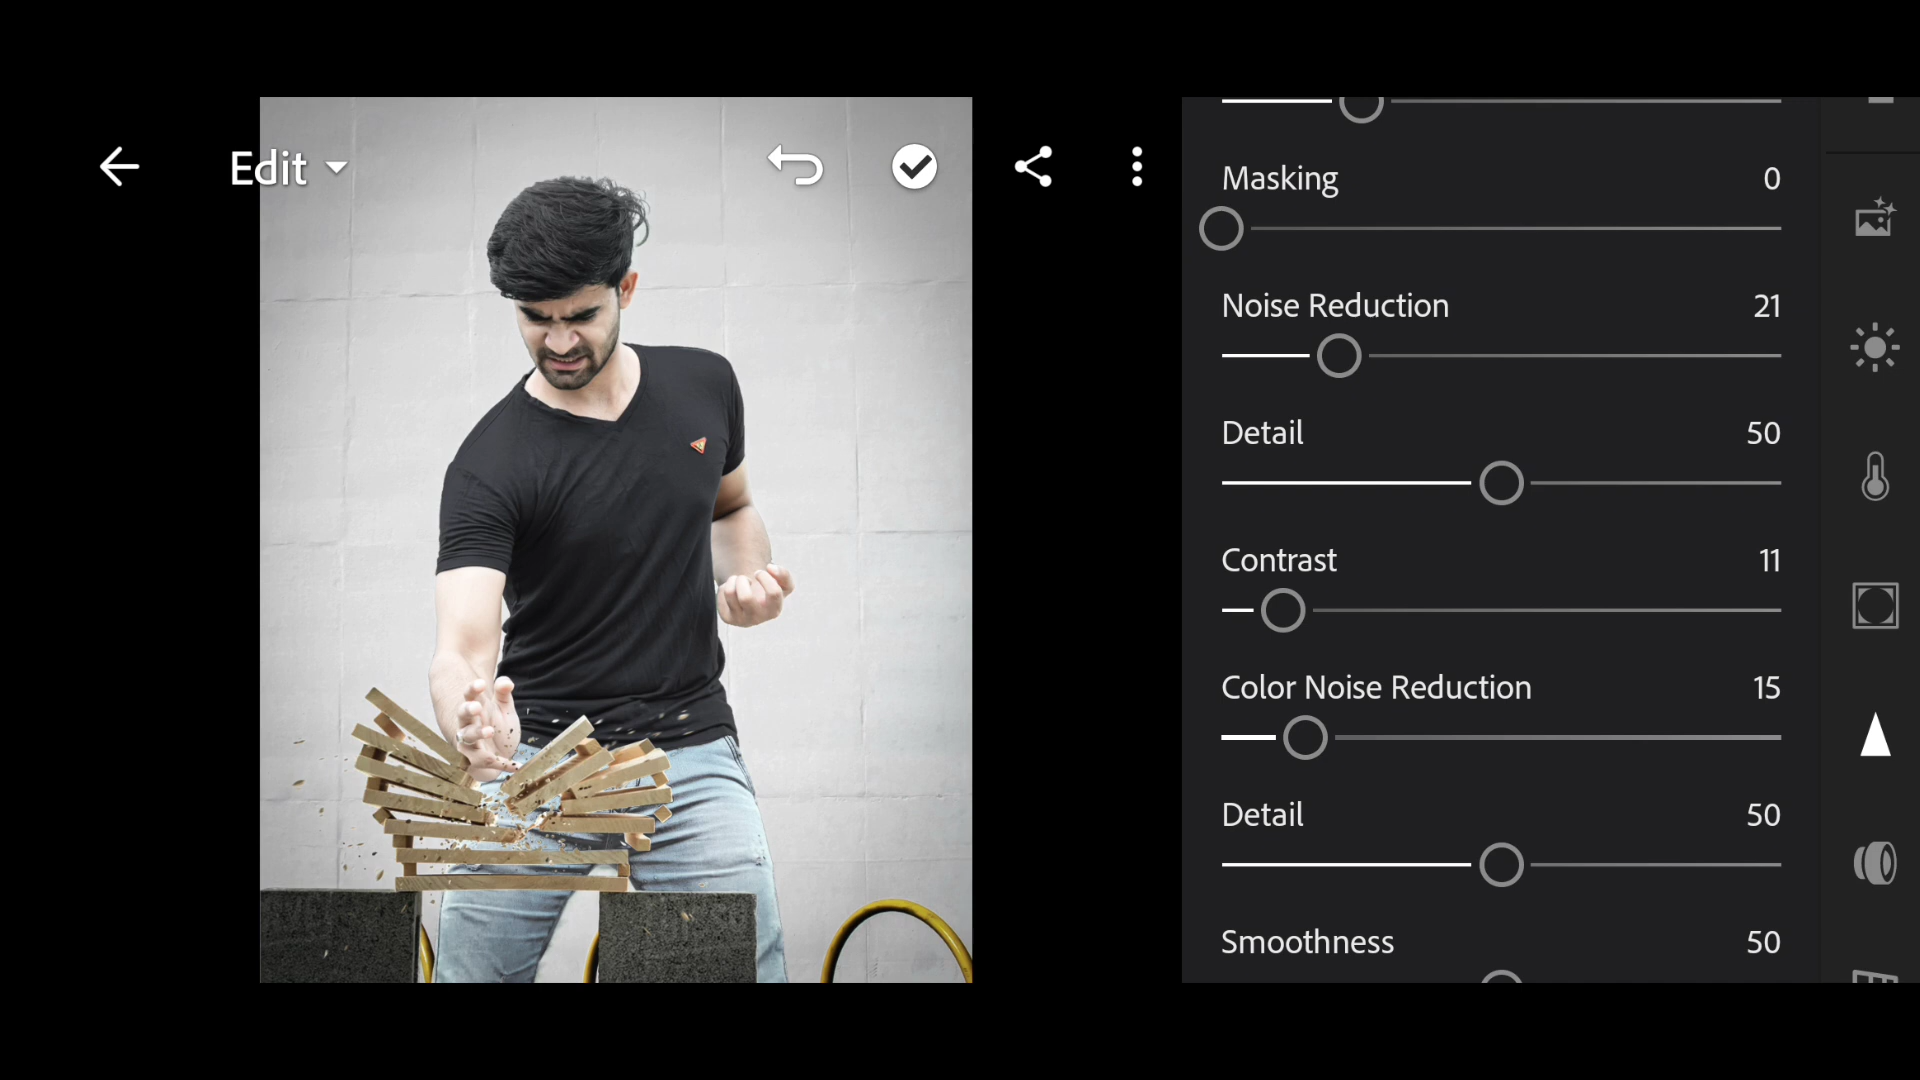 Edit
Masking 0
Noise Reduction 21
Detail 50
Contrast 11
Color Noise Reduction 15
Detail 50
Smoothness 50